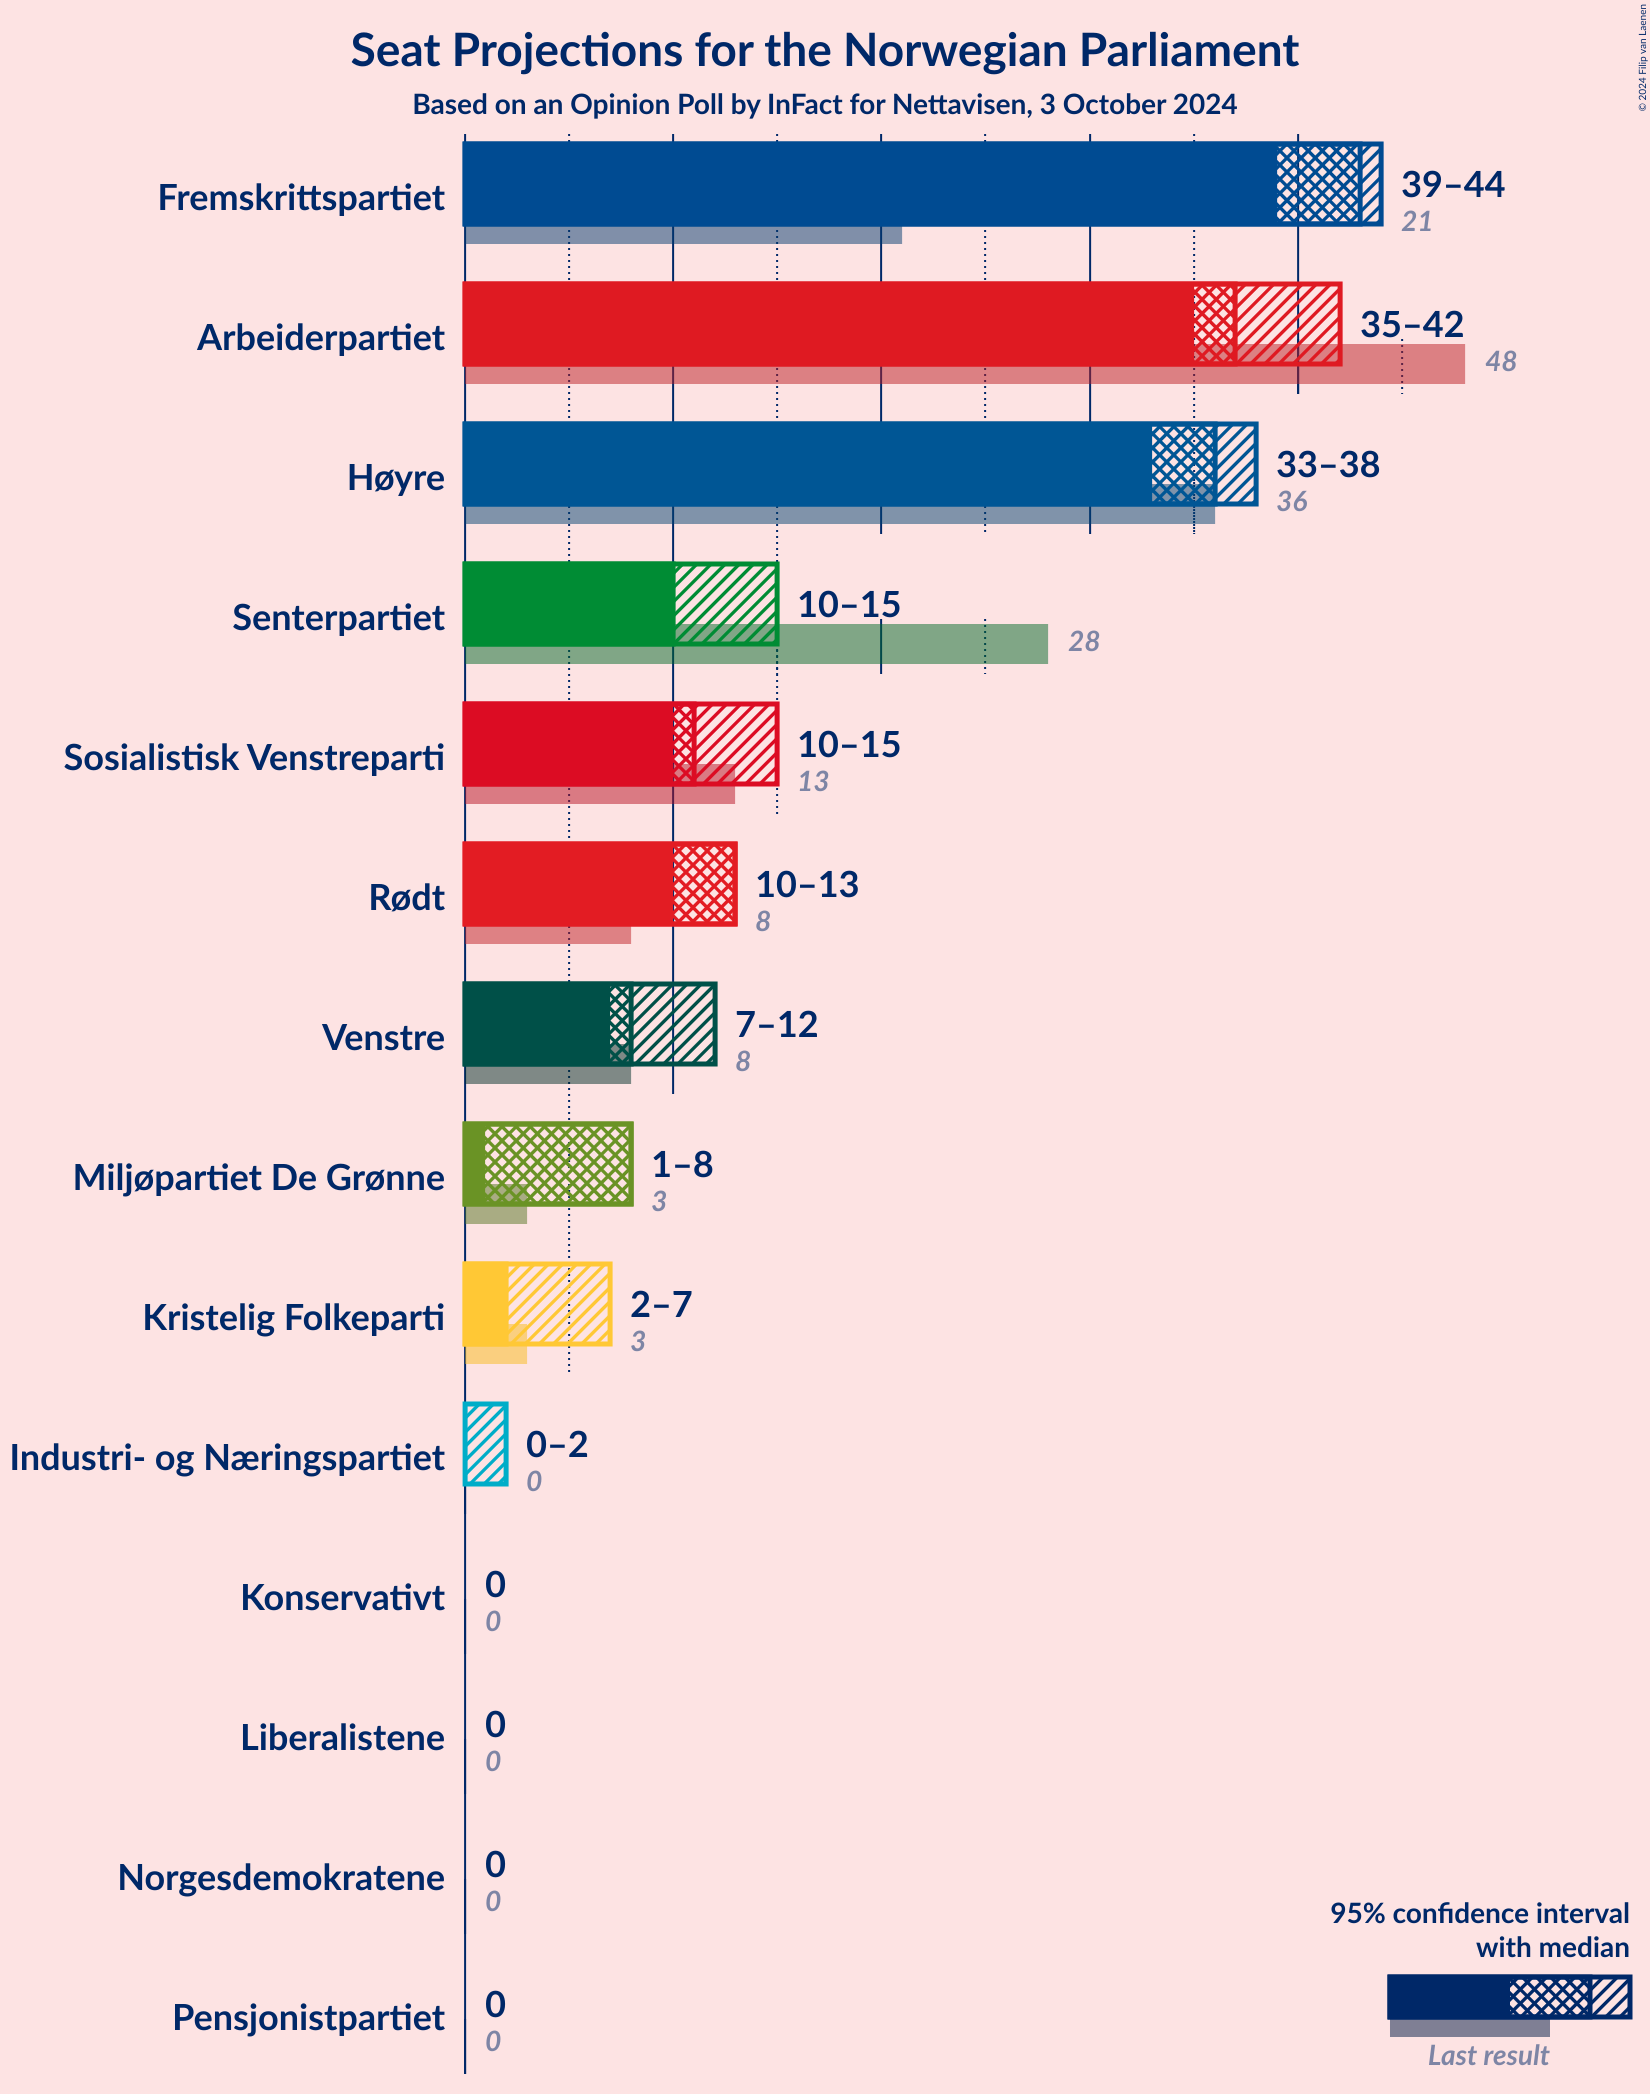 Seat Projections for the Norwegian Parliament
Based on an Opinion Poll by InFact for Nettavisen, 3 October 2024
© 2024 Filip van Laenen
Fremskrittspartiet
39–44
21
Arbeiderpartiet
35–42
48
Høyre
33–38
36
Senterpartiet
10–15
28
Sosialistisk Venstreparti
10–15
13
Rødt
10–13
8
Venstre
7–12
8
Miljøpartiet De Grønne
1–8
3
Kristelig Folkeparti
2–7
3
Industri- og Næringspartiet
0–2
0
Konservativt
0
0
Liberalistene
0
0
Norgesdemokratene
0
0
Pensjonistpartiet
0
0
95% confidence interval
with median
Last result